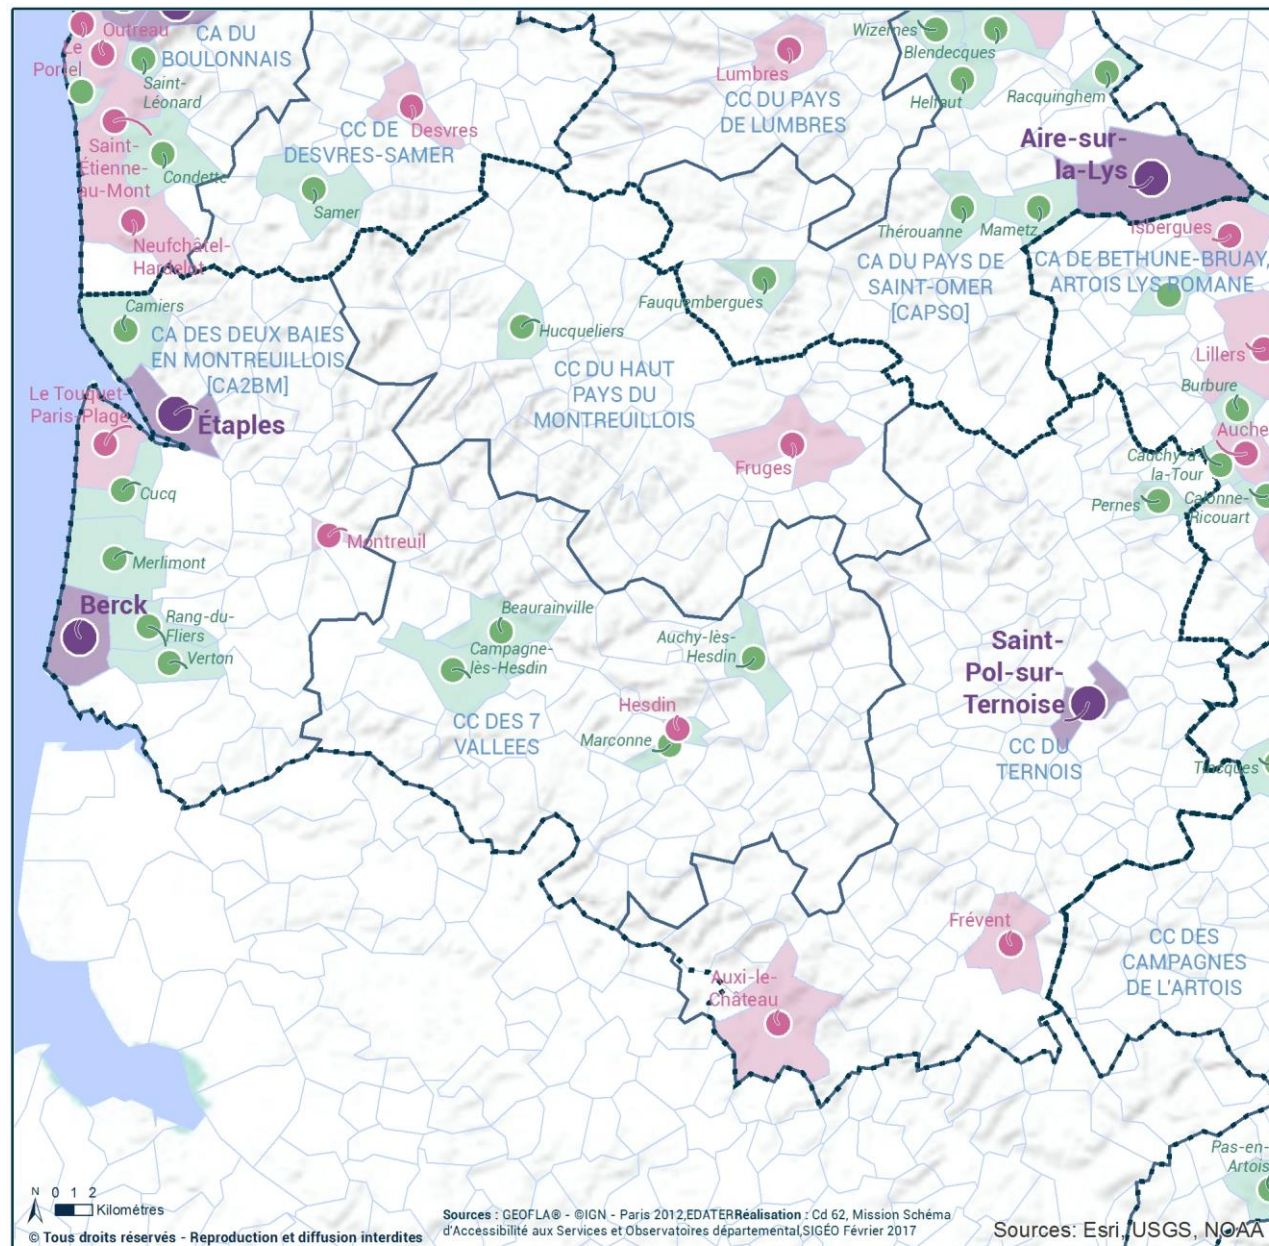 Outreau
Le
Portel
CA DU
BOULONNAIS
Saint-
Léonard
Saint-
Étienne-
au-Mont
Condette
Neufchâtel-
Hardelot
CC DE
DESVRES-SAMER
Desvres
Samer
Lumbres
CC DU PAYS
DE LUMBRES
Wizernes
Blendecques
Helfaut
Racquinghem
Aire-sur-
la-Lys
Thérouanne
Mametz
Isbergues
CA DU PAYS DE
SAINT-OMER
[CAPSO]
CA DE BETHUNE-BRUAY,
ARTOIS LYS ROMANE
Fauquembergues
Camiers
CA DES DEUX BAIES
EN MONTREUILLOIS
[CA2BM]
Hucqueliers
CC DU HAUT
PAYS DU
MONTREUILLOIS
Lillers
Burbure
Le Touquet-
Paris-Plage
Étaples
Fruges
Auchel
Cauchy-à-
la-Tour
Cucq
Pernes
Calonne-
Ricouart
Montreuil
Merlimont
Berck
Rang-du-
Fliers
Verton
Beaurainville
Campagne-
lès-Hesdin
Auchy-lès-
Hesdin
Saint-
Pol-sur-
Ternoise
Hesdin
Marconne
CC DES 7
VALLEES
CC DU
TERNOIS
Tincques
Frévent
CC DES
CAMPAGNES
DE L'ARTOIS
Auxi-le-
Château
Pas-en-
Artois
N 0 1 2
Kilométres
Sources : GEOFLA® - ©IGN - Paris 2012,EDATERRéalisation : Cd 62, Mission Schéma
d'Accessibilité aux Services et Observatoires départemental,SIGÉO Février 2017
© Tous droits réservés - Reproduction et diffusion interdites
Sources: Esri, USGS, NOAA